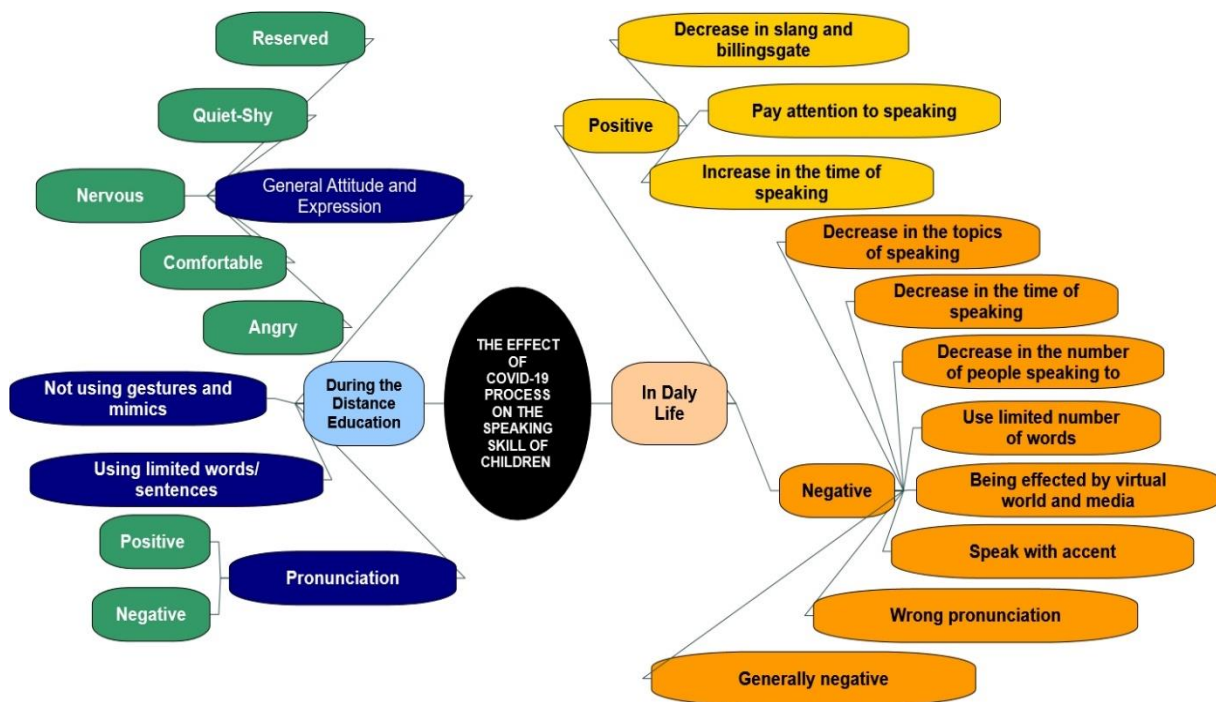 Reserved
Quiet-Shy
Nervous
General Attitude and
Expression
Comfortable
Angry
Not using gestures and
mimics
Using limited words/
sentences
Positive
Negative
Pronunciation
During the
Distance
Education
THE EFFECT
OF
COVID-19
PROCESS
ON THE
SPEAKING
SKILL OF
CHILDREN
In Daly
Life
Positive
Decrease in slang and
billingsgate
Pay attention to speaking
Increase in the time of
speaking
Negative
Decrease in the topics
of speaking
Decrease in the time of
speaking
Decrease in the number
of people speaking to
Use limited number
of words
Being effected by virtual
world and media
Speak with accent
Wrong pronunciation
Generally negative